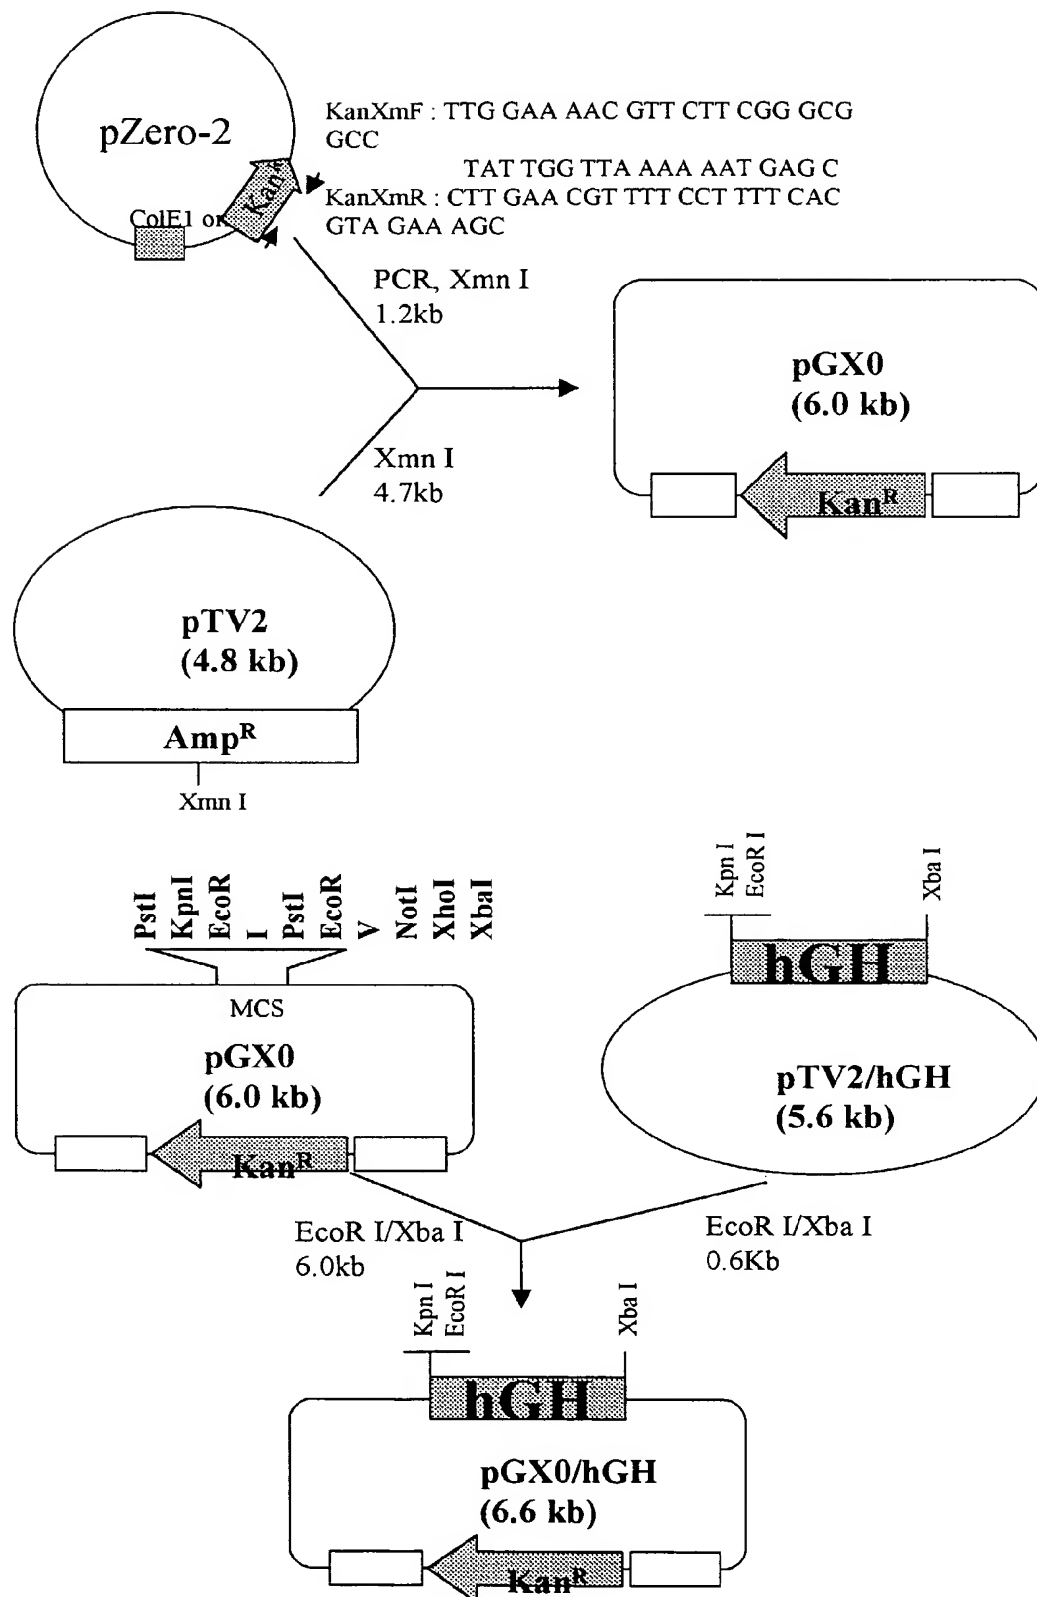 pZero-2
Kan
ColE1 or
KanXmF : TTG GAA AAC GTT CTT CGG GCG
GCC
TAT TGG TTA AAA AAT GAG C
KanXmR : CTT GAA CGT TTT CCT TTT CAC
GTA GAA AGC
PCR, Xmn I
1.2kb
pGX0
(6.0 kb)
Kan^R
Xmn I
4.7kb
pTV2
(4.8 kb)
Amp^R
Xmn I
PstI
KpnI
EcoR
I
PstI
EcoR
V
NotI
XhoI
XbaI
MCS
pGX0
(6.0 kb)
Kan^R
Kpn I
EcoR I
Xba I
hGH
pTV2/hGH
(5.6 kb)
EcoR I/Xba I
6.0kb
EcoR I/Xba I
0.6Kb
Kpn I
EcoR I
Xba I
hGH
pGX0/hGH
(6.6 kb)
Kan^R